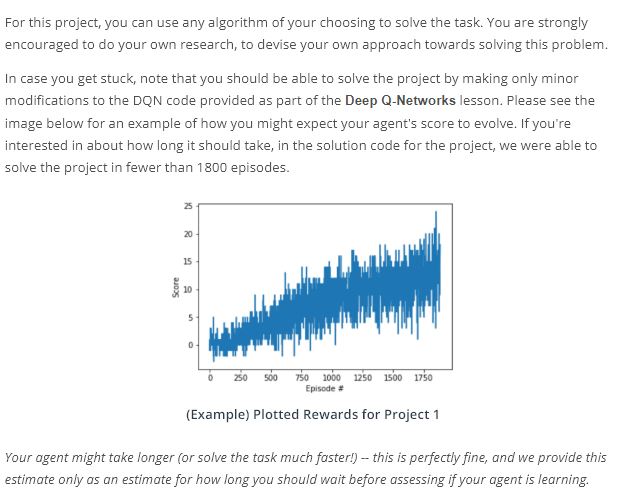 For this project, you can use any algorithm of your choosing to solve the task. You are strongly
encouraged to do your own research, to devise your own approach towards solving this problem.
In case you get stuck, note that you should be able to solve the project by making only minor
modifications to the DQN code provided as part of the Deep Q-Networks lesson. Please see the
image below for an example of how you might expect your agent's score to evolve. If you're
interested in about how long it should take, in the solution code for the project, we were able to
solve the project in fewer than 1800 episodes.
25
20
15
10
5
0
Score
0 250 500 750 1000 1250 1500 1750
Episode #
(Example) Plotted Rewards for Project 1
Your agent might take longer (or solve the task much faster!) -- this is perfectly fine, and we provide this
estimate only as an estimate for how long you should wait before assessing if your agent is learning.